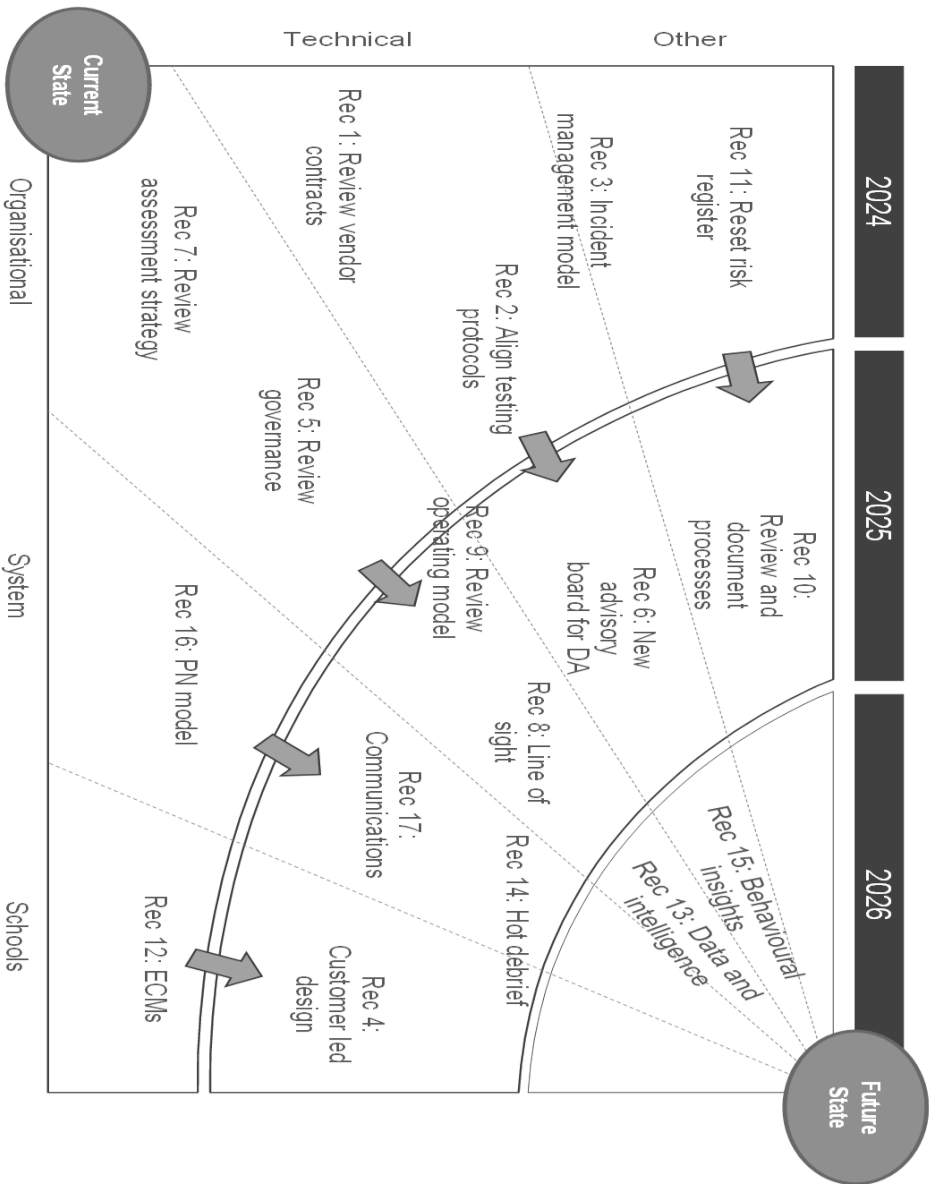 2024
2025
2026
Future
State
Other
Technical
Rec 11: Reset risk
register
Rec 10:
Review and
document
processes
Rec 15: Behavioural
insights
Rec 13: Data and
intelligence
Rec 3: Incident
management model
Rec 6: New
advisory
board for DA
Rec 2: Align testing
protocols
Rec 9: Review
operating model
Rec 8: Line of
sight
Rec 14: Hot debrief
Rec 1: Review vendor
contracts
Rec 5: Review
governance
Rec 17:
Communications
Rec 4:
Customer led
design
Rec 7: Review
assessment strategy
Rec 16: PN model
Rec 12: ECMs
Current
State
Organisational
System
Schools